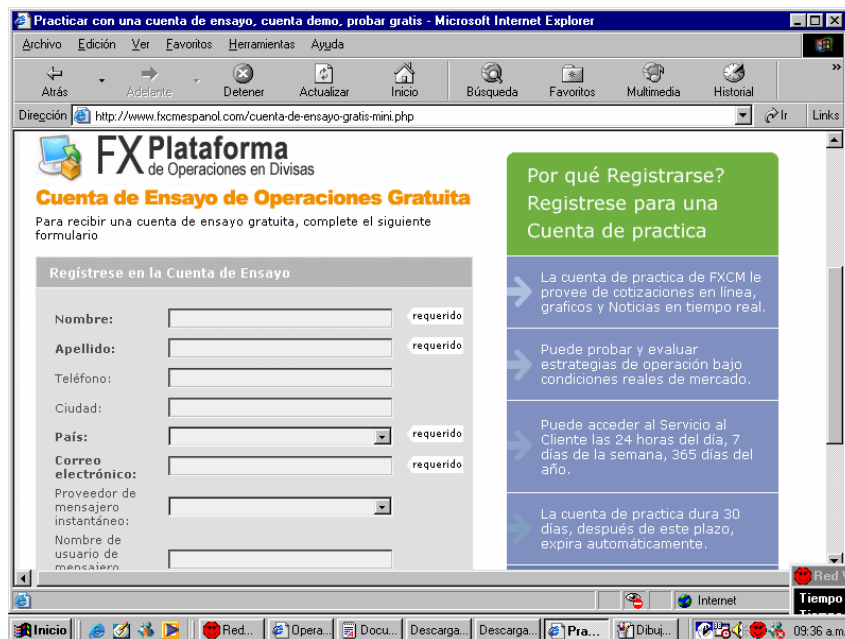 Practicar con una cuenta de ensayo, cuenta demo, probar gratis - Microsoft Internet Explorer
Archivo Edición Ver Favoritos Herramientas Ayuda
Atrás Adelante Detener Actualizar Inicio Búsqueda Favoritos Multimedia Historial »
Dirección http://www.fxcmespanol.com/cuenta-de-ensayo-gratis-mini.php Ir Links
FX Plataforma
de Operaciones en Divisas
Cuenta de Ensayo de Operaciones Gratuita
Para recibir una cuenta de ensayo gratuita, complete el siguiente
formulario
Regístrese en la Cuenta de Ensayo
Nombre: requerido
Apellido: requerido
Teléfono:
Ciudad:
País: requerido
Correo
electrónico: requerido
Proveedor de
mensajero
instantáneo:
Nombre de
usuario de
mensajero
Por qué Registrarse?
Registrese para una
Cuenta de practica
La cuenta de practica de FXCM le
provee de cotizaciones en línea,
graficos y Noticias en tiempo real.
Puede probar y evaluar
estrategias de operación bajo
condiciones reales de mercado.
Puede acceder al Servicio al
Cliente las 24 horas del día, 7
días de la semana, 365 días del
año.
La cuenta de practica dura 30
días, después de este plazo,
expira automáticamente.
Red
Internet
Tiempo
Inicio Red... Opera... Docu... Descarga... Descarga... Pra... Dibuj... 09:36 a.m.